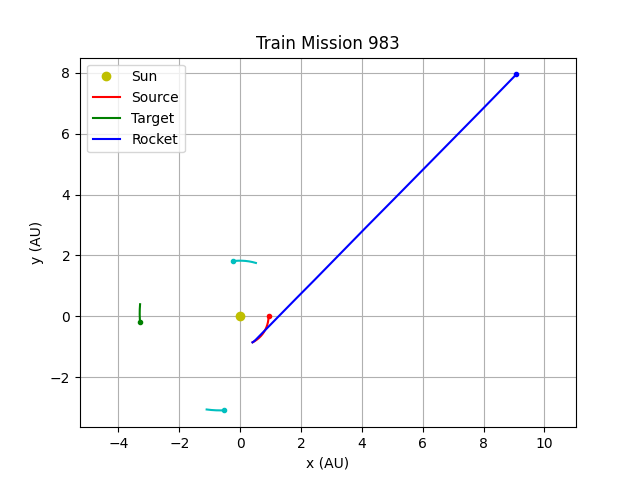 Train Mission 983
Sun
Source
Target
Rocket
8
6
4
2
0
−2
y (AU)
−4
−2
0
2
4
6
8
10
x (AU)